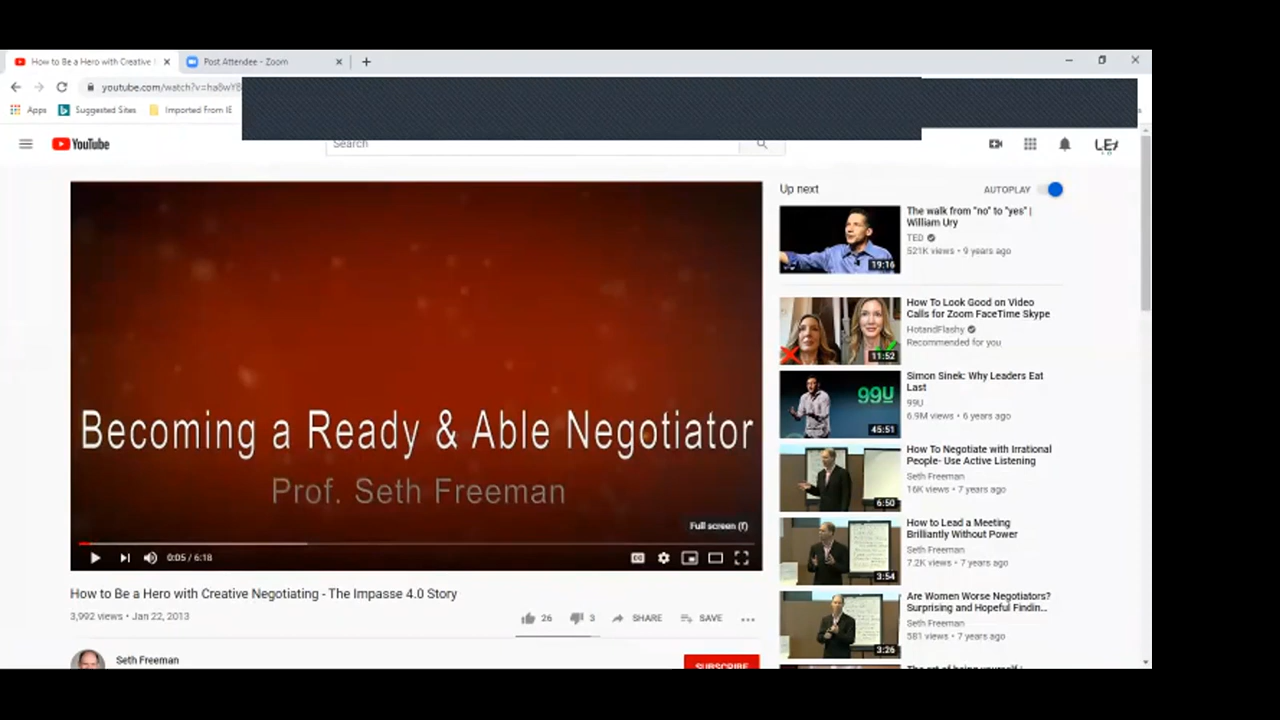 How to Be a Hero with Creative
Post Attendee - Zoom
youtube.com/watch?v=ha8wY8
Apps
Suggested Sites
Imported From IE
YouTube
Search
Becoming a Ready & Able Negotiator
Prof. Seth Freeman
Full screen (f)
0:05 / 6:18
CC
How to Be a Hero with Creative Negotiating - The Impasse 4.0 Story
3,992 views • Jan 22, 2013
26
3
SHARE
SAVE
Seth Freeman
SUBSCRIBE
Up next
AUTOPLAY
19:16
The walk from "no" to "yes" |
William Ury
TED
521K views • 9 years ago
11:52
How To Look Good on Video
Calls for Zoom FaceTime Skype
HotandFlashy
Recommended for you
99U
45:51
Simon Sinek: Why Leaders Eat
Last
99U
6.9M views • 6 years ago
6:50
How To Negotiate with Irrational
People- Use Active Listening
Seth Freeman
16K views • 7 years ago
3:54
How to Lead a Meeting
Brilliantly Without Power
Seth Freeman
7.2K views • 7 years ago
3:26
Are Women Worse Negotiators?
Surprising and Hopeful Findin...
Seth Freeman
581 views • 7 years ago
The art of being yourself |